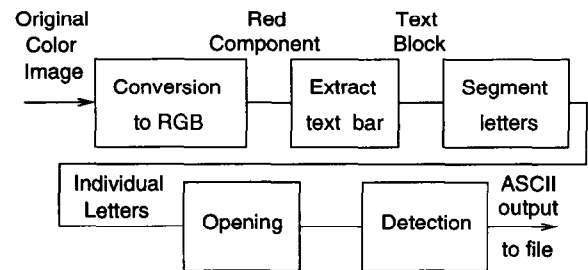 Original
Color
Image
Conversion
to RGB
Red
Component
Extract
text bar
Text
Block
Segment
letters
Individual
Letters
Opening
Detection
ASCII
output
to file